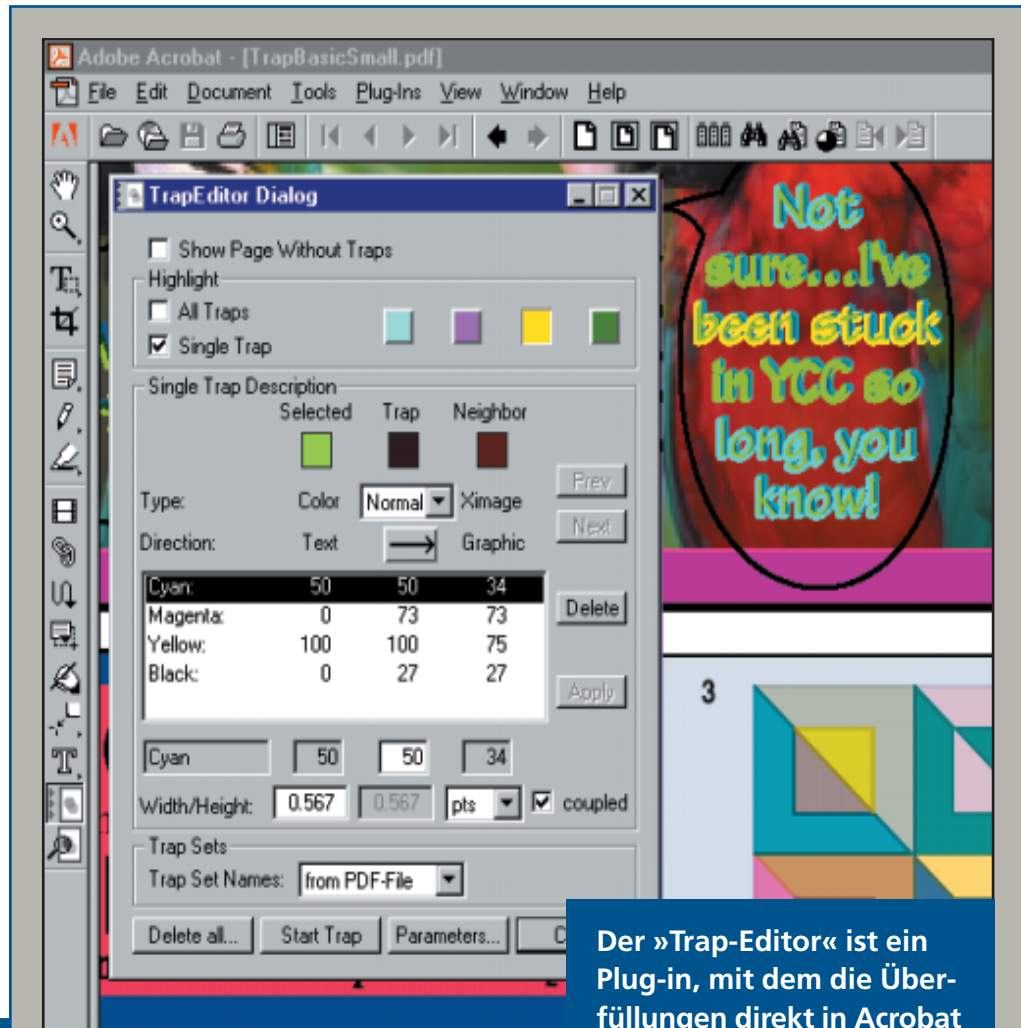 Adobe Acrobat - [TrapBasicSmall.pdf]
File Edit Document Tools Plug-Ins View Window Help
TrapEditor Dialog
Show Page Without Traps
Highlight
All Traps
Single Trap
Single Trap Description
Selected Trap Neighbor
Type: Color Normal Ximage
Direction: Text Graphic
Prev
Next
Cyan: 50 50 34
Magenta: 0 73 73
Yellow: 100 100 75
Black: 0 27 27
Delete
Apply
Cyan 50 50 34
Width/Height: 0.567 0.567 pts coupled
Trap Sets
Trap Set Names: from PDF-File
Delete all... Start Trap Parameters...
Not
sure...I've
been stuck
in YCC so
long, you
know!
3
Der »Trap-Editor« ist ein
Plug-in, mit dem die Über-
füllungen direkt in Acrobat